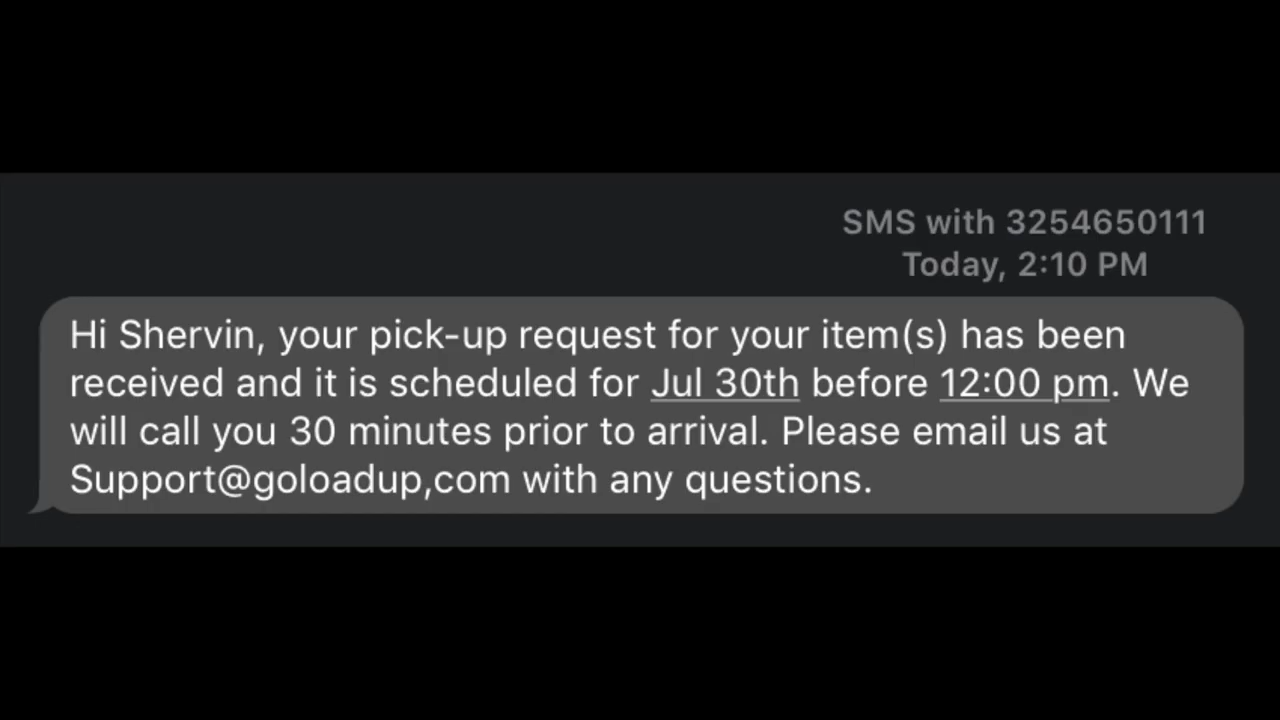 SMS with 3254650111
Today, 2:10 PM
Hi Shervin, your pick-up request for your item(s) has been
received and it is scheduled for Jul 30th before 12:00 pm. We
will call you 30 minutes prior to arrival. Please email us at
Support@goloadup,com with any questions.